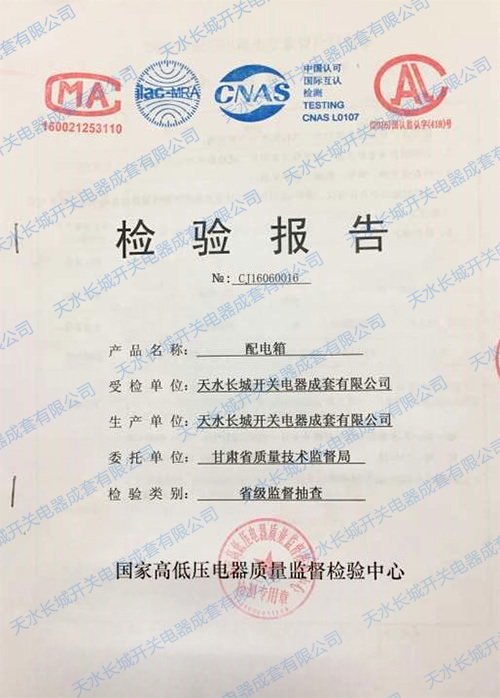 MA
160021253110
ilac-MRA
CNAS
中国认可
国际互认
检测
TESTING
CNAS L0107
CAL
检验报告
№: CJ16060016
产品名称: 配电箱
受检单位: 天水长城开关电器成套有限公司
生产单位: 天水长城开关电器成套有限公司
委托单位: 甘肃省质量技术监督局
检验类别: 省级监督抽查
国家高低压电器质量监督检验中心
检测专用章
天水长城开关电器成套有限公司